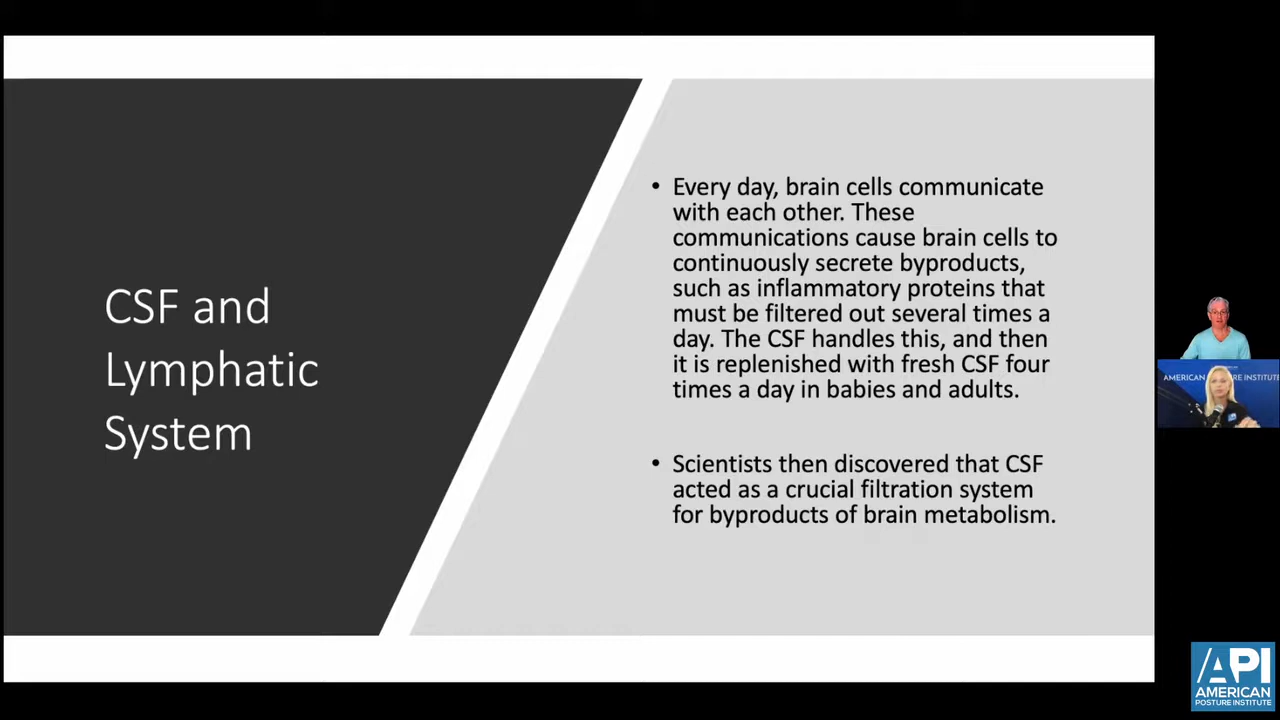 CSF and
Lymphatic
System
• Every day, brain cells communicate
with each other. These
communications cause brain cells to
continuously secrete byproducts,
such as inflammatory proteins that
must be filtered out several times a
day. The CSF handles this, and then
it is replenished with fresh CSF four
times a day in babies and adults.
• Scientists then discovered that CSF
acted as a crucial filtration system
for byproducts of brain metabolism.
AMERICAN
URE INSTITUTE
API
AMERICAN
POSTURE INSTITUTE